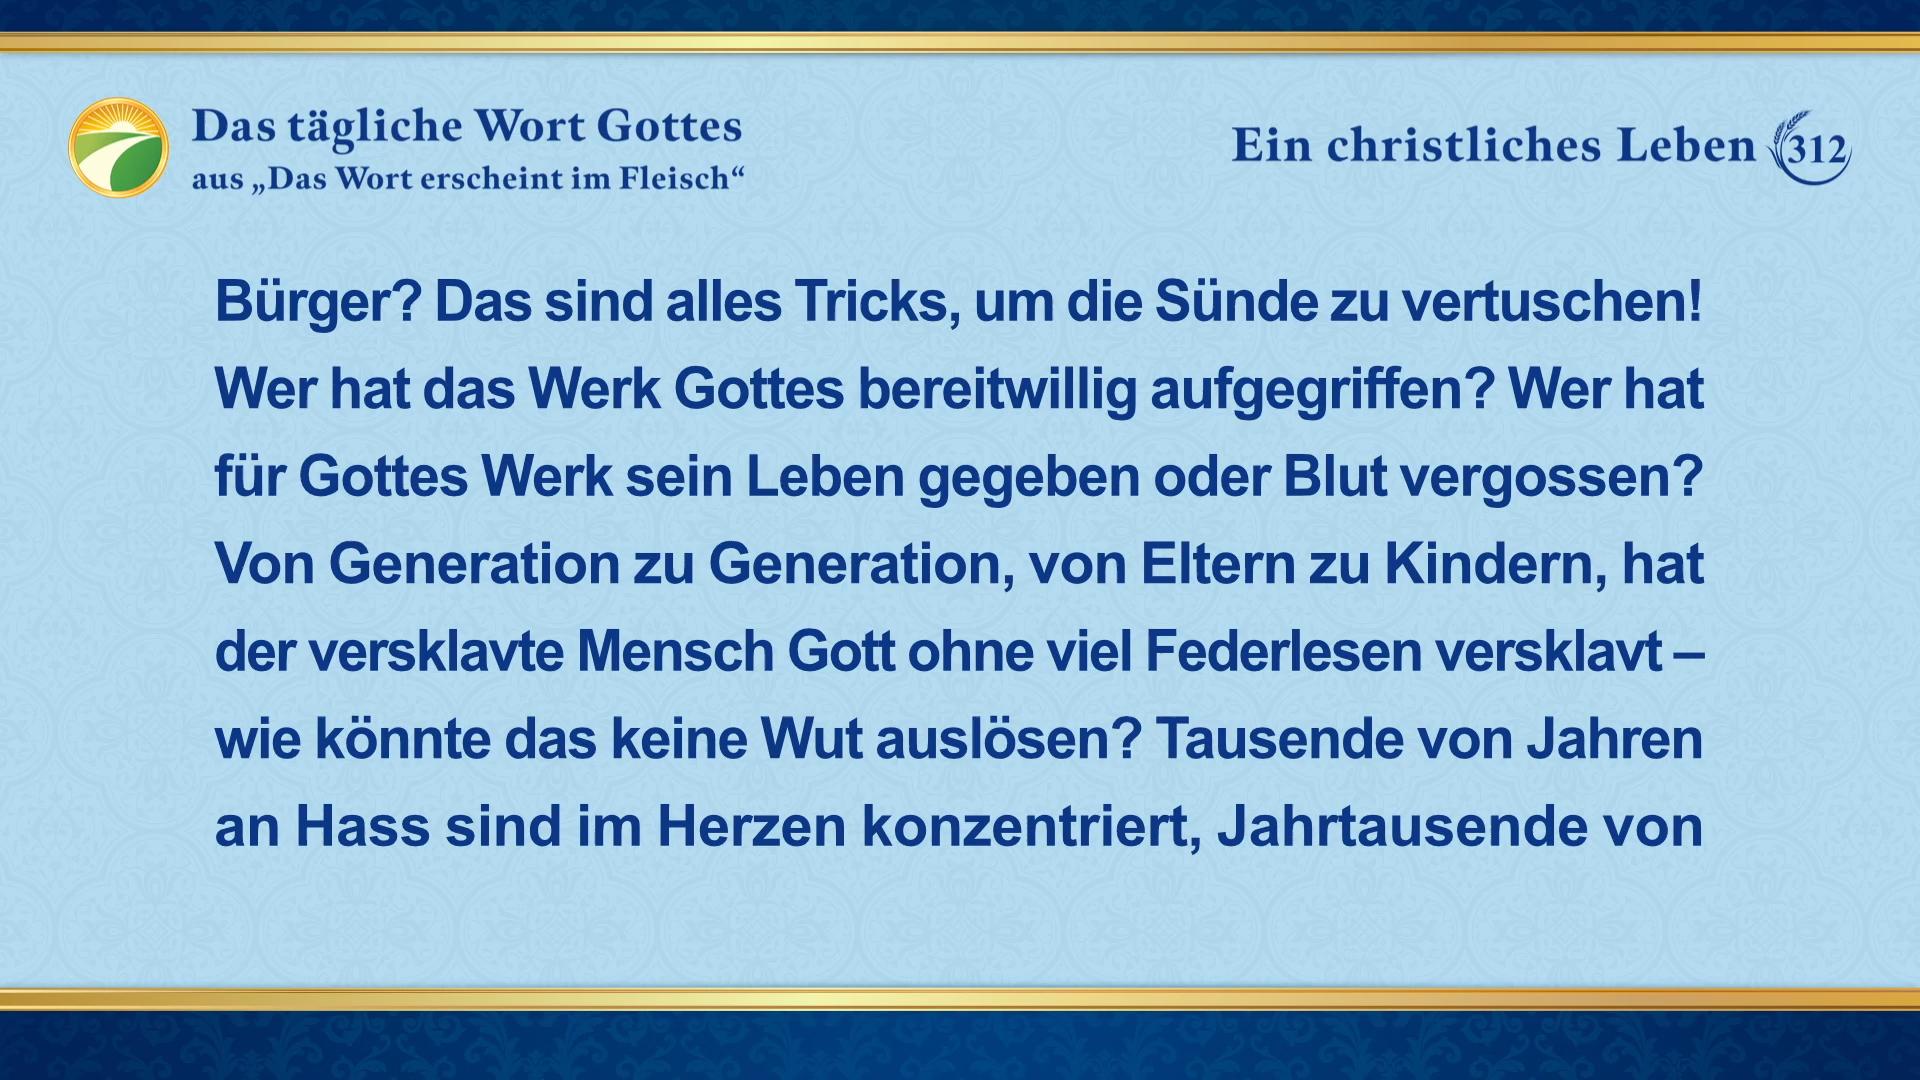 Das tägliche Wort Gottes
aus „Das Wort erscheint im Fleisch“
Ein christliches Leben 312
Bürger? Das sind alles Tricks, um die Sünde zu vertuschen!
Wer hat das Werk Gottes bereitwillig aufgegriffen? Wer hat
für Gottes Werk sein Leben gegeben oder Blut vergossen?
Von Generation zu Generation, von Eltern zu Kindern, hat
der versklavte Mensch Gott ohne viel Federlesen versklavt –
wie könnte das keine Wut auslösen? Tausende von Jahren
an Hass sind im Herzen konzentriert, Jahrtausende von